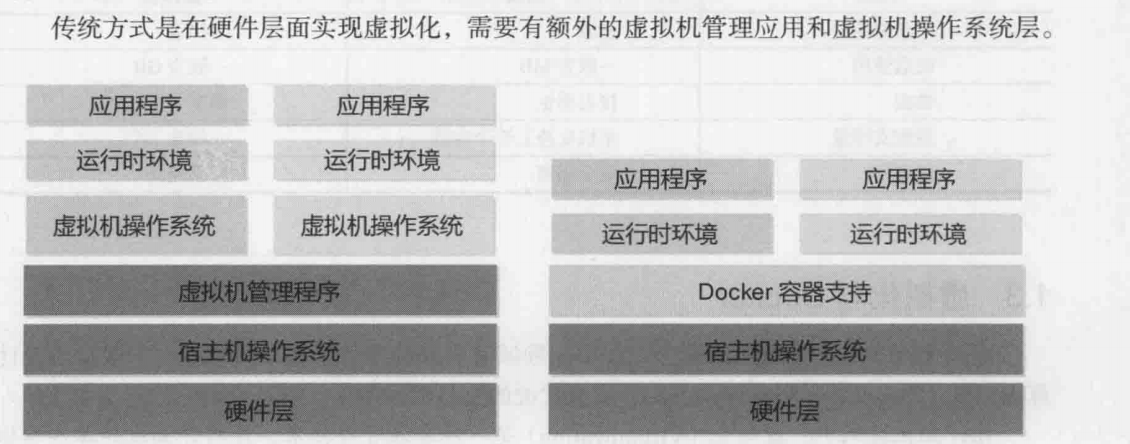 传统方式是在硬件层面实现虚拟化，需要有额外的虚拟机管理应用和虚拟机操作系统层。
应用程序 应用程序
运行时环境 运行时环境
虚拟机操作系统 虚拟机操作系统
虚拟机管理程序
宿主机操作系统
硬件层
应用程序 应用程序
运行时环境 运行时环境
Docker 容器支持
宿主机操作系统
硬件层